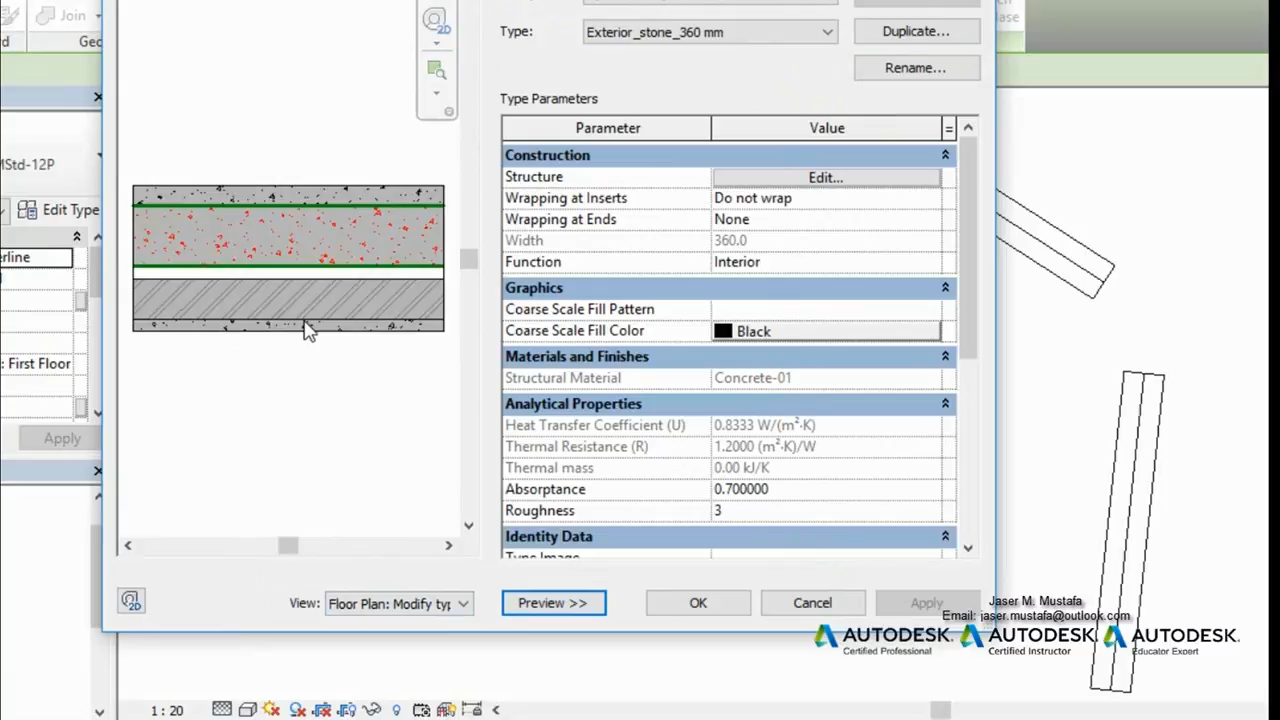 Join
Type:
Exterior_stone_360 mm
Duplicate...
Rename...
Type Parameters
Parameter
Value
=
Construction
Structure
Edit...
Wrapping at Inserts
Do not wrap
Wrapping at Ends
None
Width
360.0
Function
Interior
Graphics
Coarse Scale Fill Pattern
Coarse Scale Fill Color
Black
Materials and Finishes
Structural Material
Concrete-01
Analytical Properties
Heat Transfer Coefficient (U)
0.8333 W/(m²·K)
Thermal Resistance (R)
1.2000 (m²·K)/W
Thermal mass
0.00 kJ/K
Absorptance
0.700000
Roughness
3
Identity Data
2D
MStd-12P
Edit Type
erline
: First Floor
Apply
2D
View:
Floor Plan: Modify typ
Preview >>
OK
Cancel
Apply
Jaser M. Mustafa
Email: jaser.mustafa@outlook.com
AUTODESK.
Certified Professional
AUTODESK.
Certified Instructor
AUTODESK.
Educator Expert
1 : 20